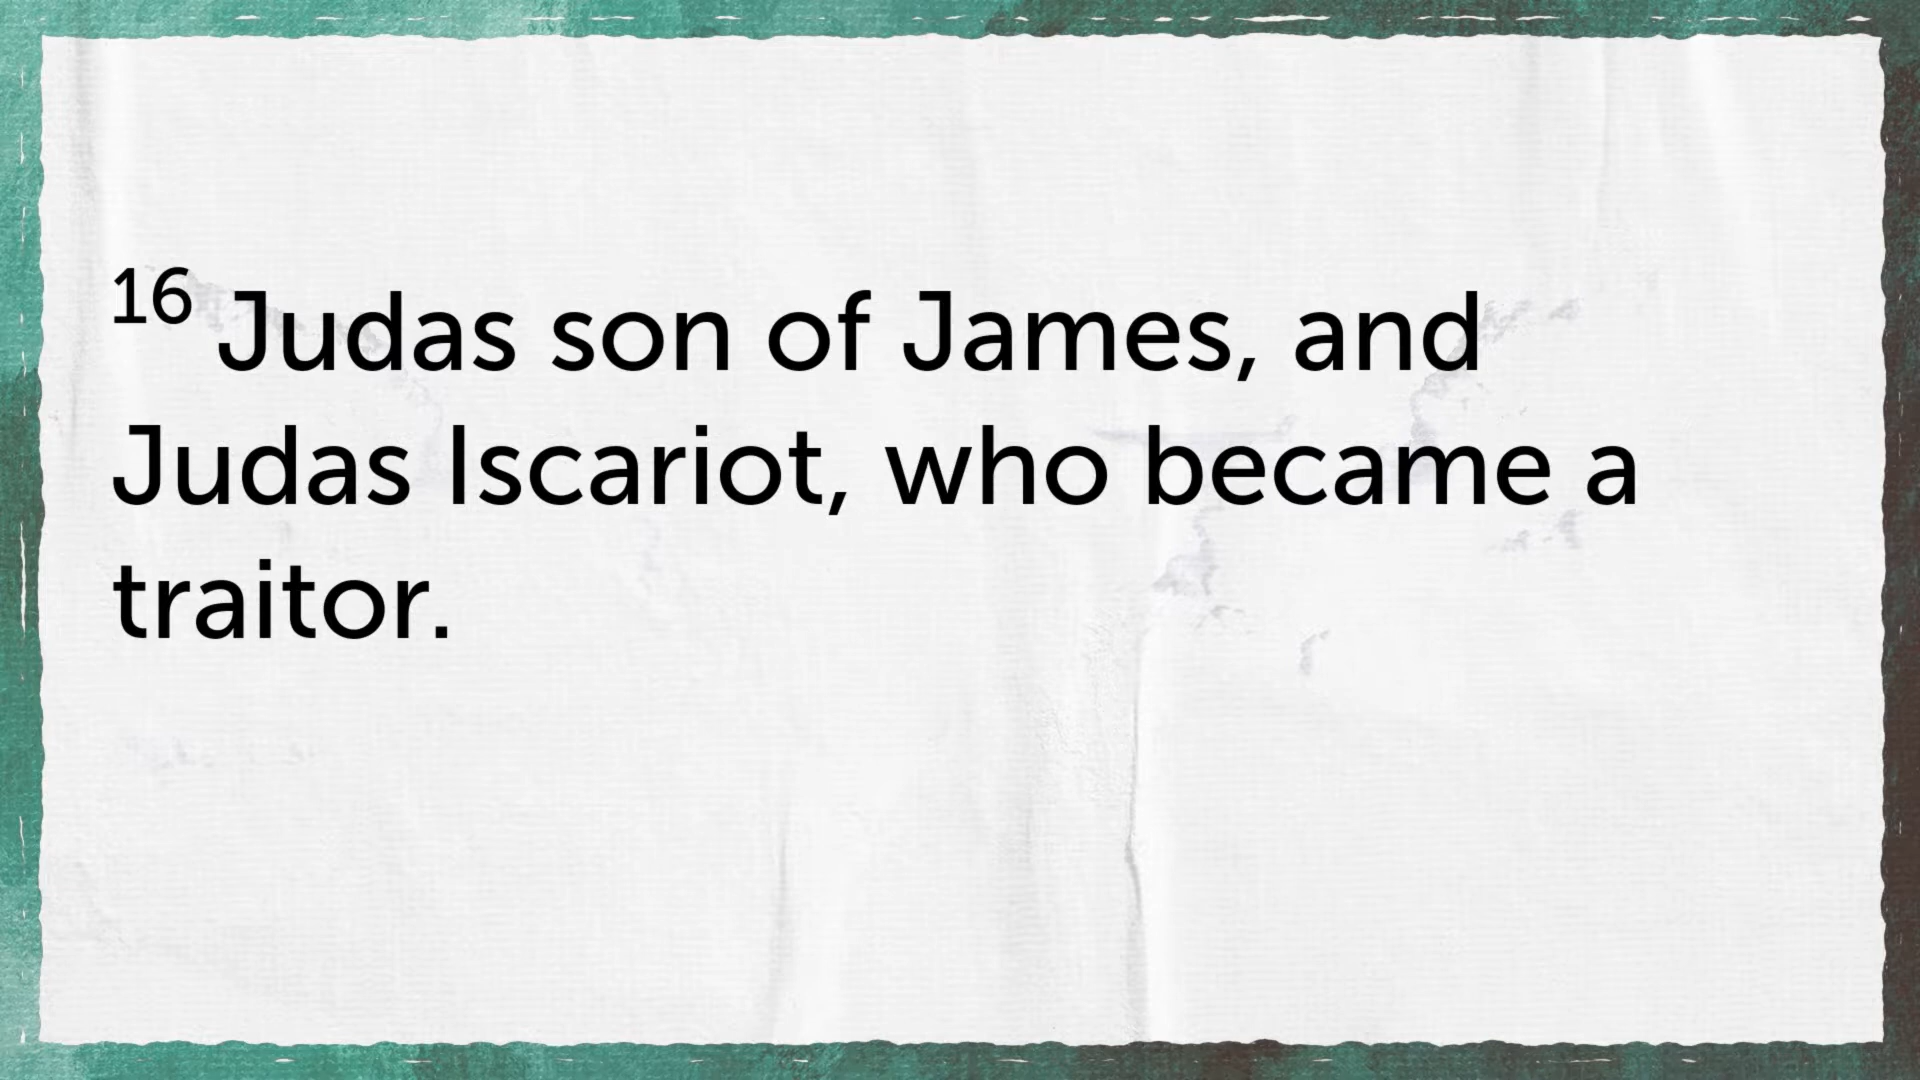 16 Judas son of James, and
Judas Iscariot, who became a
traitor.